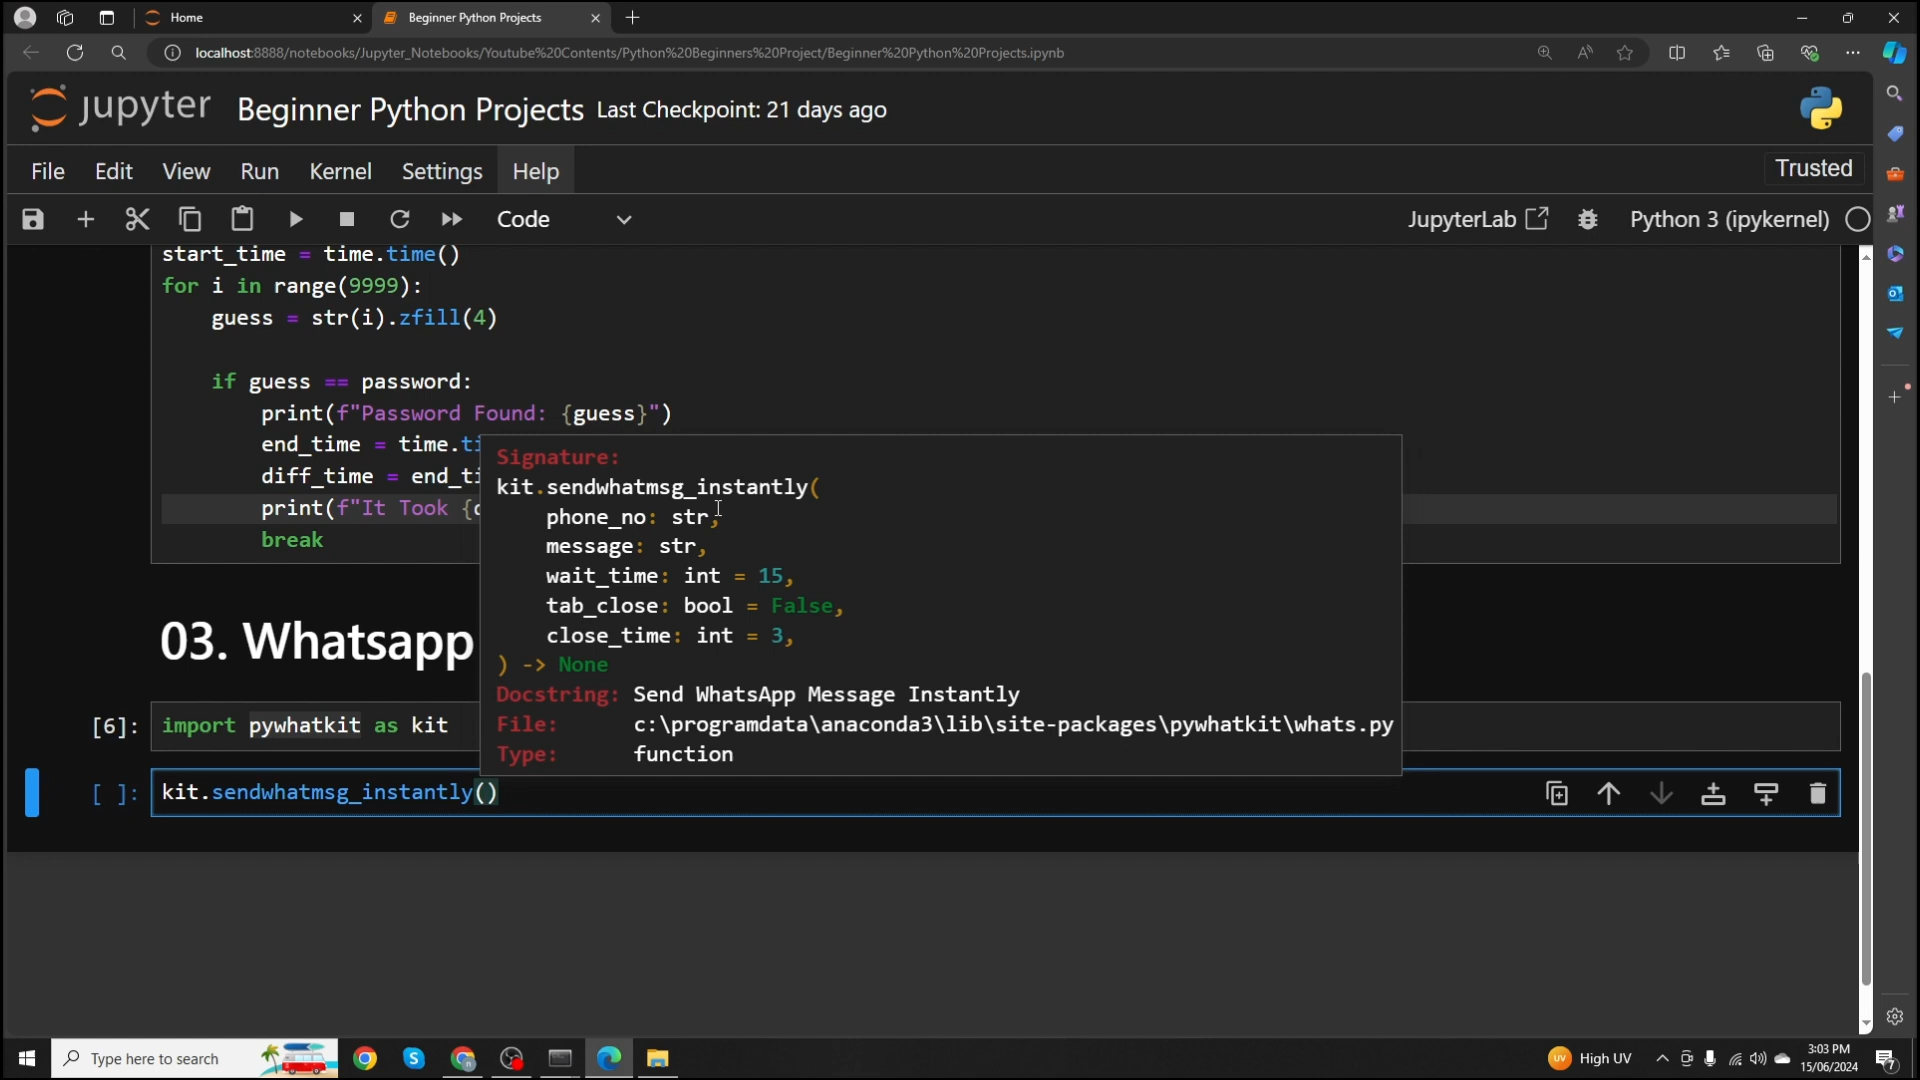 Home
Beginner Python Projects
localhost:8888/notebooks/Jupyter_Notebooks/Youtube%20Contents/Python%20Beginners%20Project/Beginner%20Python%20Projects.ipynb
jupyter Beginner Python Projects Last Checkpoint: 21 days ago
File Edit View Run Kernel Settings Help Trusted
Code JupyterLab Python 3 (ipykernel)
start_time = time.time()
for i in range(9999):
guess = str(i).zfill(4)
if guess == password:
print(f"Password Found: {guess}")
end_time = time.ti
diff_time = end_ti
print(f"It Took {d
break
Signature:
kit.sendwhatmsg_instantly(
phone_no: str,
message: str,
wait_time: int = 15,
tab_close: bool = False,
close_time: int = 3,
) -> None
Docstring: Send WhatsApp Message Instantly
File: c:\programdata\anaconda3\lib\site-packages\pywhatkit\whats.py
Type: function
03. Whatsapp
[6]: import pywhatkit as kit
[ ]: kit.sendwhatmsg_instantly()
Type here to search
UV High UV
3:03 PM
15/06/2024
7